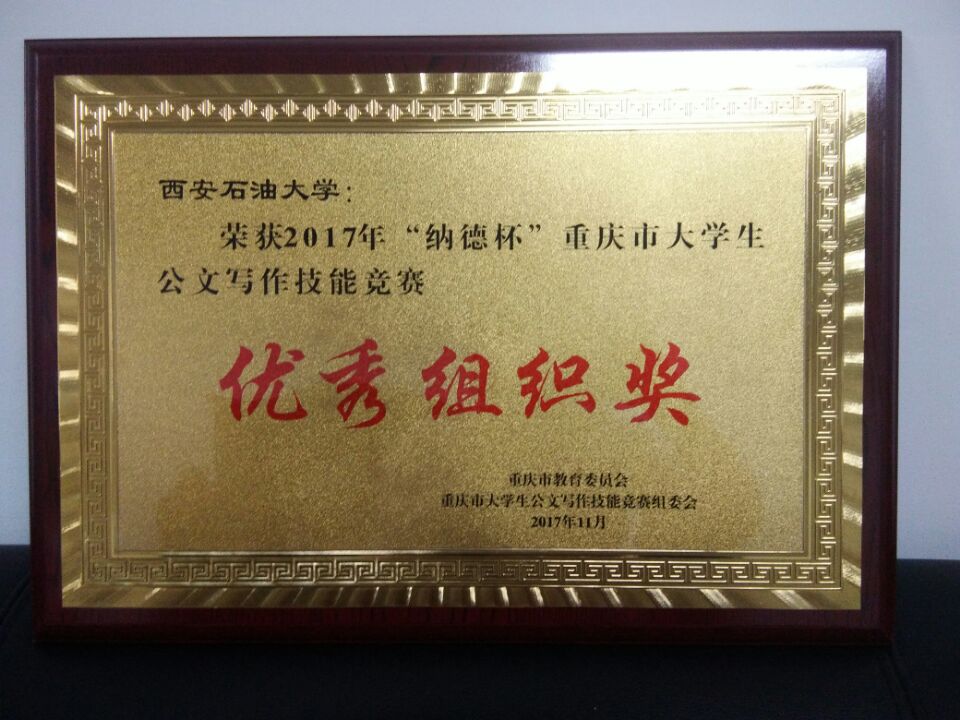 西安石油大学：
荣获2017年“纳德杯”重庆市大学生
公文写作技能竞赛
优秀组织奖
重庆市教育委员会
重庆市大学生公文写作技能竞赛组委会
2017年11月